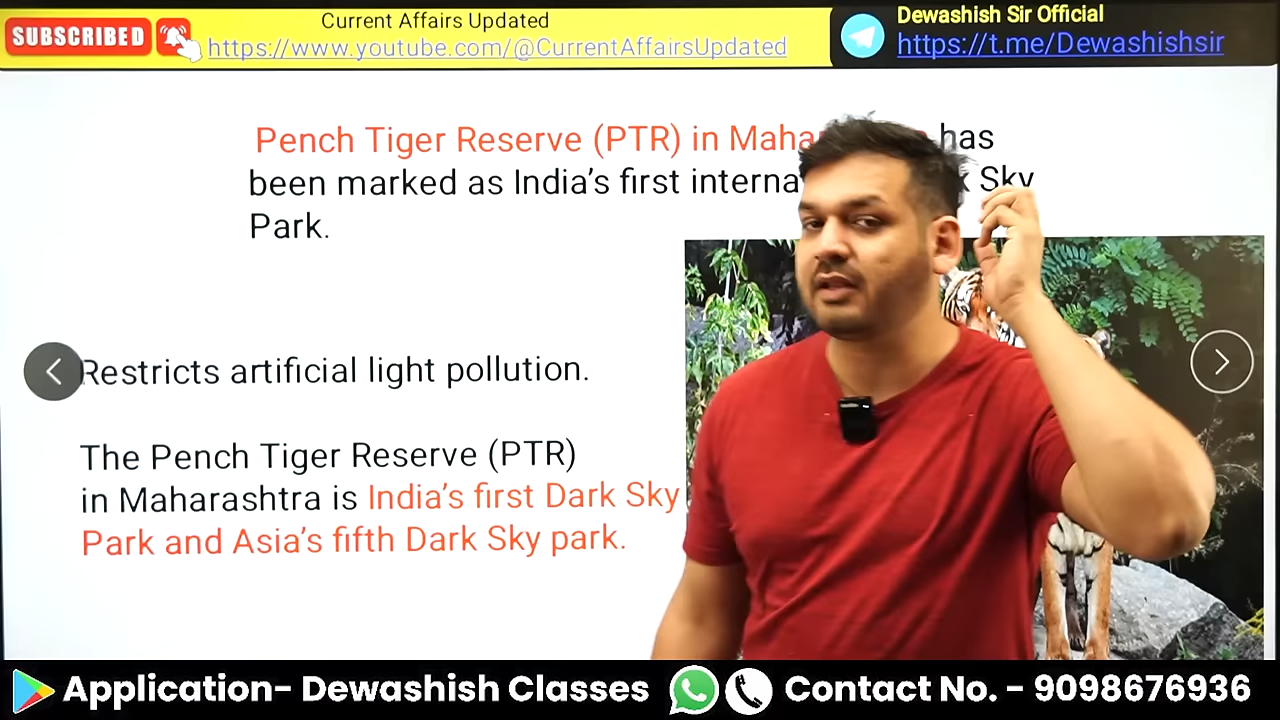 Current Affairs Updated
SUBSCRIBED
https://www.youtube.com/@CurrentAffairsUpdated
Dewashish Sir Official
https://t.me/Dewashishsir
Pench Tiger Reserve (PTR) in has
been marked as India's first Sky
Park.
Restricts artificial light pollution.
The Pench Tiger Reserve (PTR)
in Maharashtra is India's first Dark Sky
Park and Asia's fifth Dark Sky park.
Application- Dewashish Classes
Contact No. - 9098676936